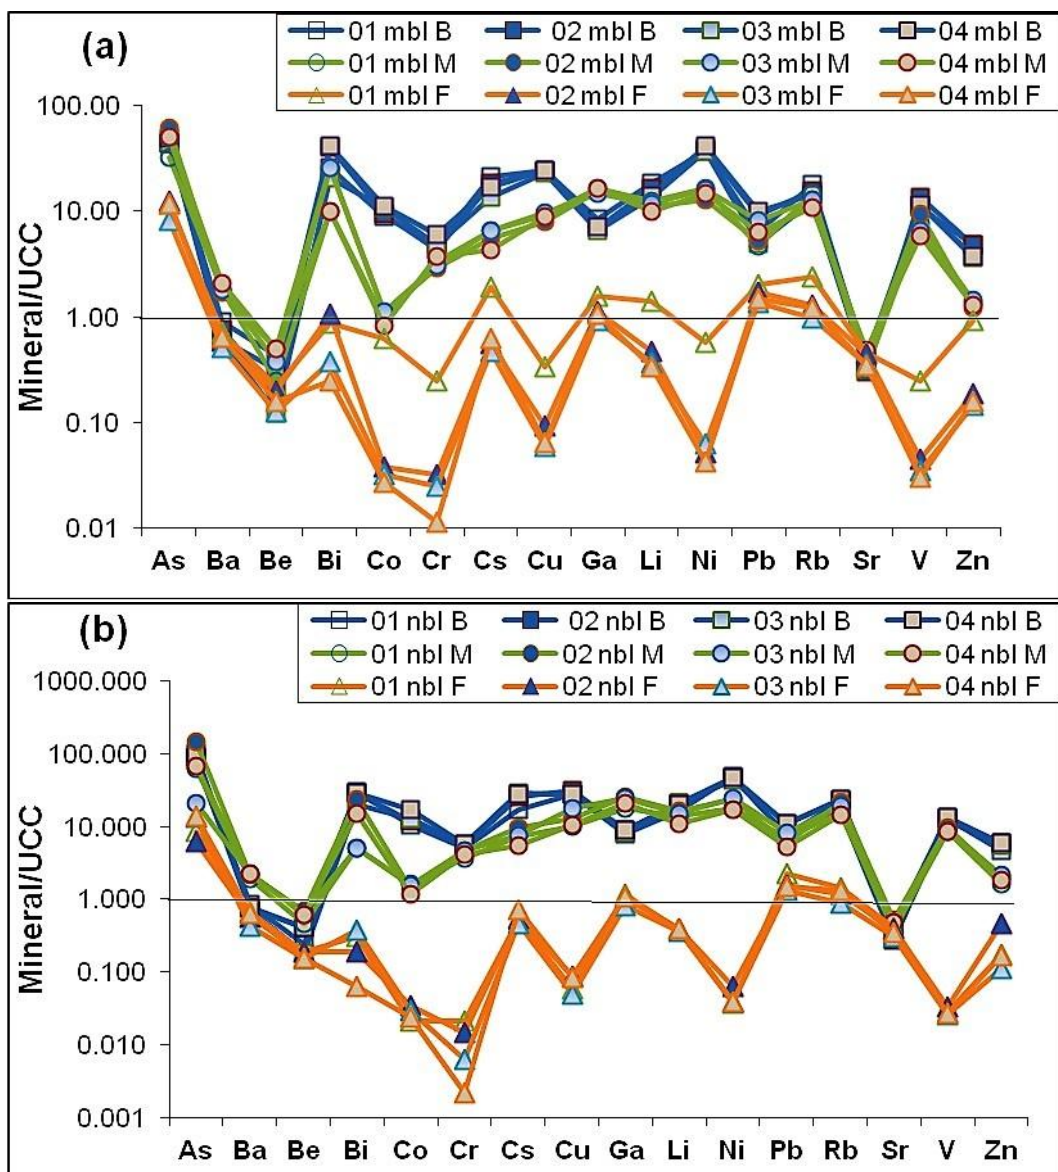 (a)
01 mbl B 02 mbl B 03 mbl B 04 mbl B
01 mbl M 02 mbl M 03 mbl M 04 mbl M
01 mbl F 02 mbl F 03 mbl F 04 mbl F
Mineral/UCC
100.00
10.00
1.00
0.10
0.01
As Ba Be Bi Co Cr Cs Cu Ga Li Ni Pb Rb Sr V Zn
(b)
01 nbl B 02 nbl B 03 nbl B 04 nbl B
01 nbl M 02 nbl M 03 nbl M 04 nbl M
01 nbl F 02 nbl F 03 nbl F 04 nbl F
Mineral/UCC
1000.000
100.000
10.000
1.000
0.100
0.010
0.001
As Ba Be Bi Co Cr Cs Cu Ga Li Ni Pb Rb Sr V Zn